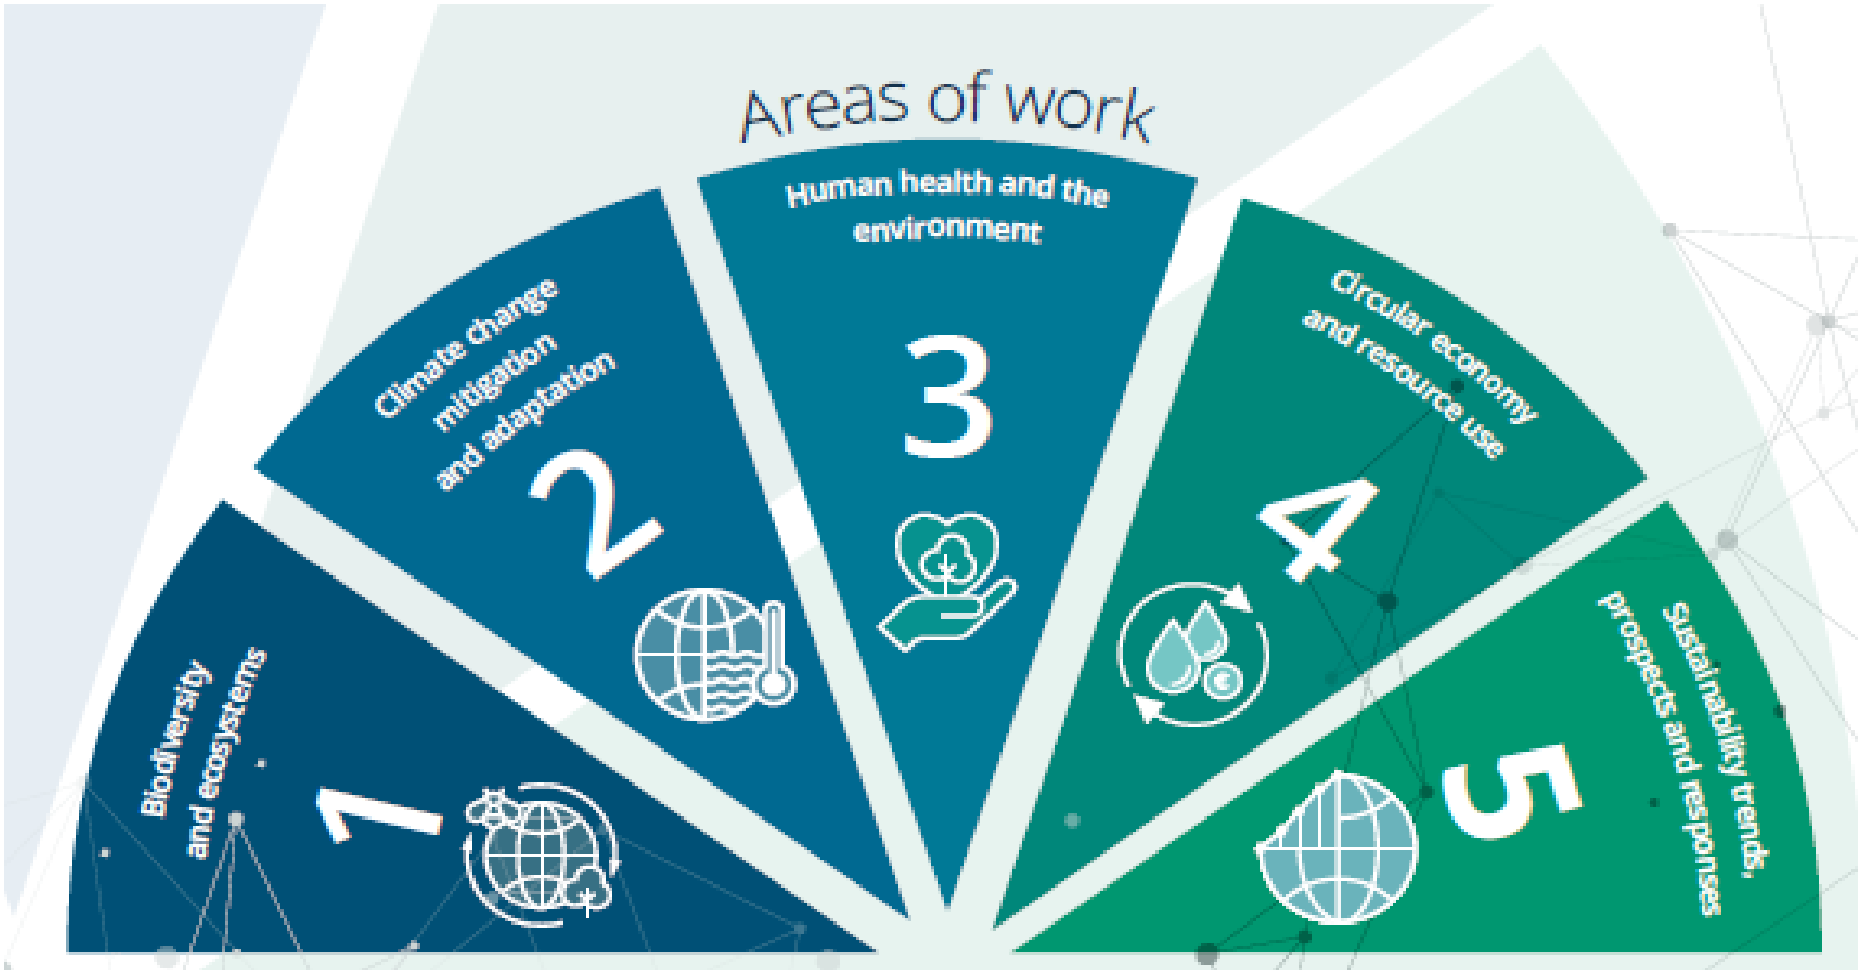 Areas of work
Biodiversity
and ecosystems
1
Climate change
mitigation
and adaptation
2
Human health and the
environment
3
Circular economy
and resource use
4
€
Sustainability trends,
prospects and responses
5